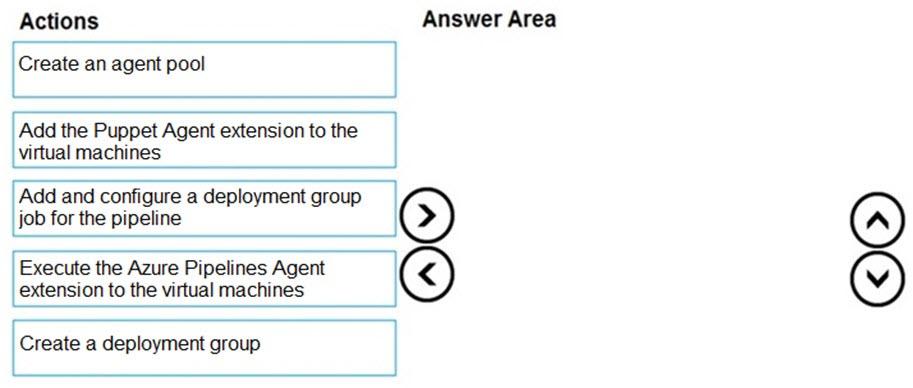 Actions
Answer Area
Create an agent pool
Add the Puppet Agent extension to the
virtual machines
Add and configure a deployment group
job for the pipeline
Execute the Azure Pipelines Agent
extension to the virtual machines
Create a deployment group